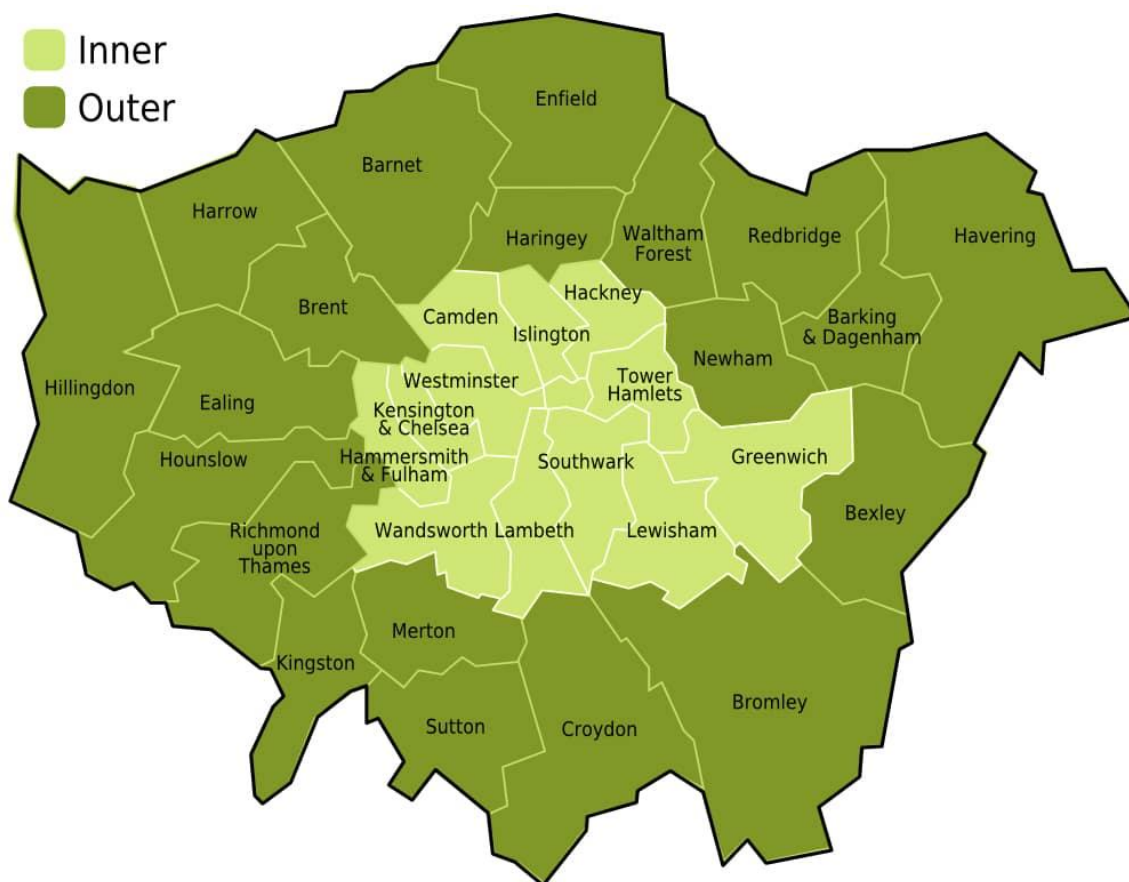 Inner
Outer
Enfield
Barnet
Harrow
Haringey
Waltham
Forest
Redbridge
Havering
Brent
Hackney
Camden
Islington
Barking
& Dagenham
Newham
Hillingdon
Ealing
Westminster
Tower
Hamlets
Kensington
& Chelsea
Hounslow
Hammersmith
& Fulham
Southwark
Greenwich
Bexley
Richmond
upon
Thames
Wandsworth
Lambeth
Lewisham
Merton
Kingston
Sutton
Croydon
Bromley